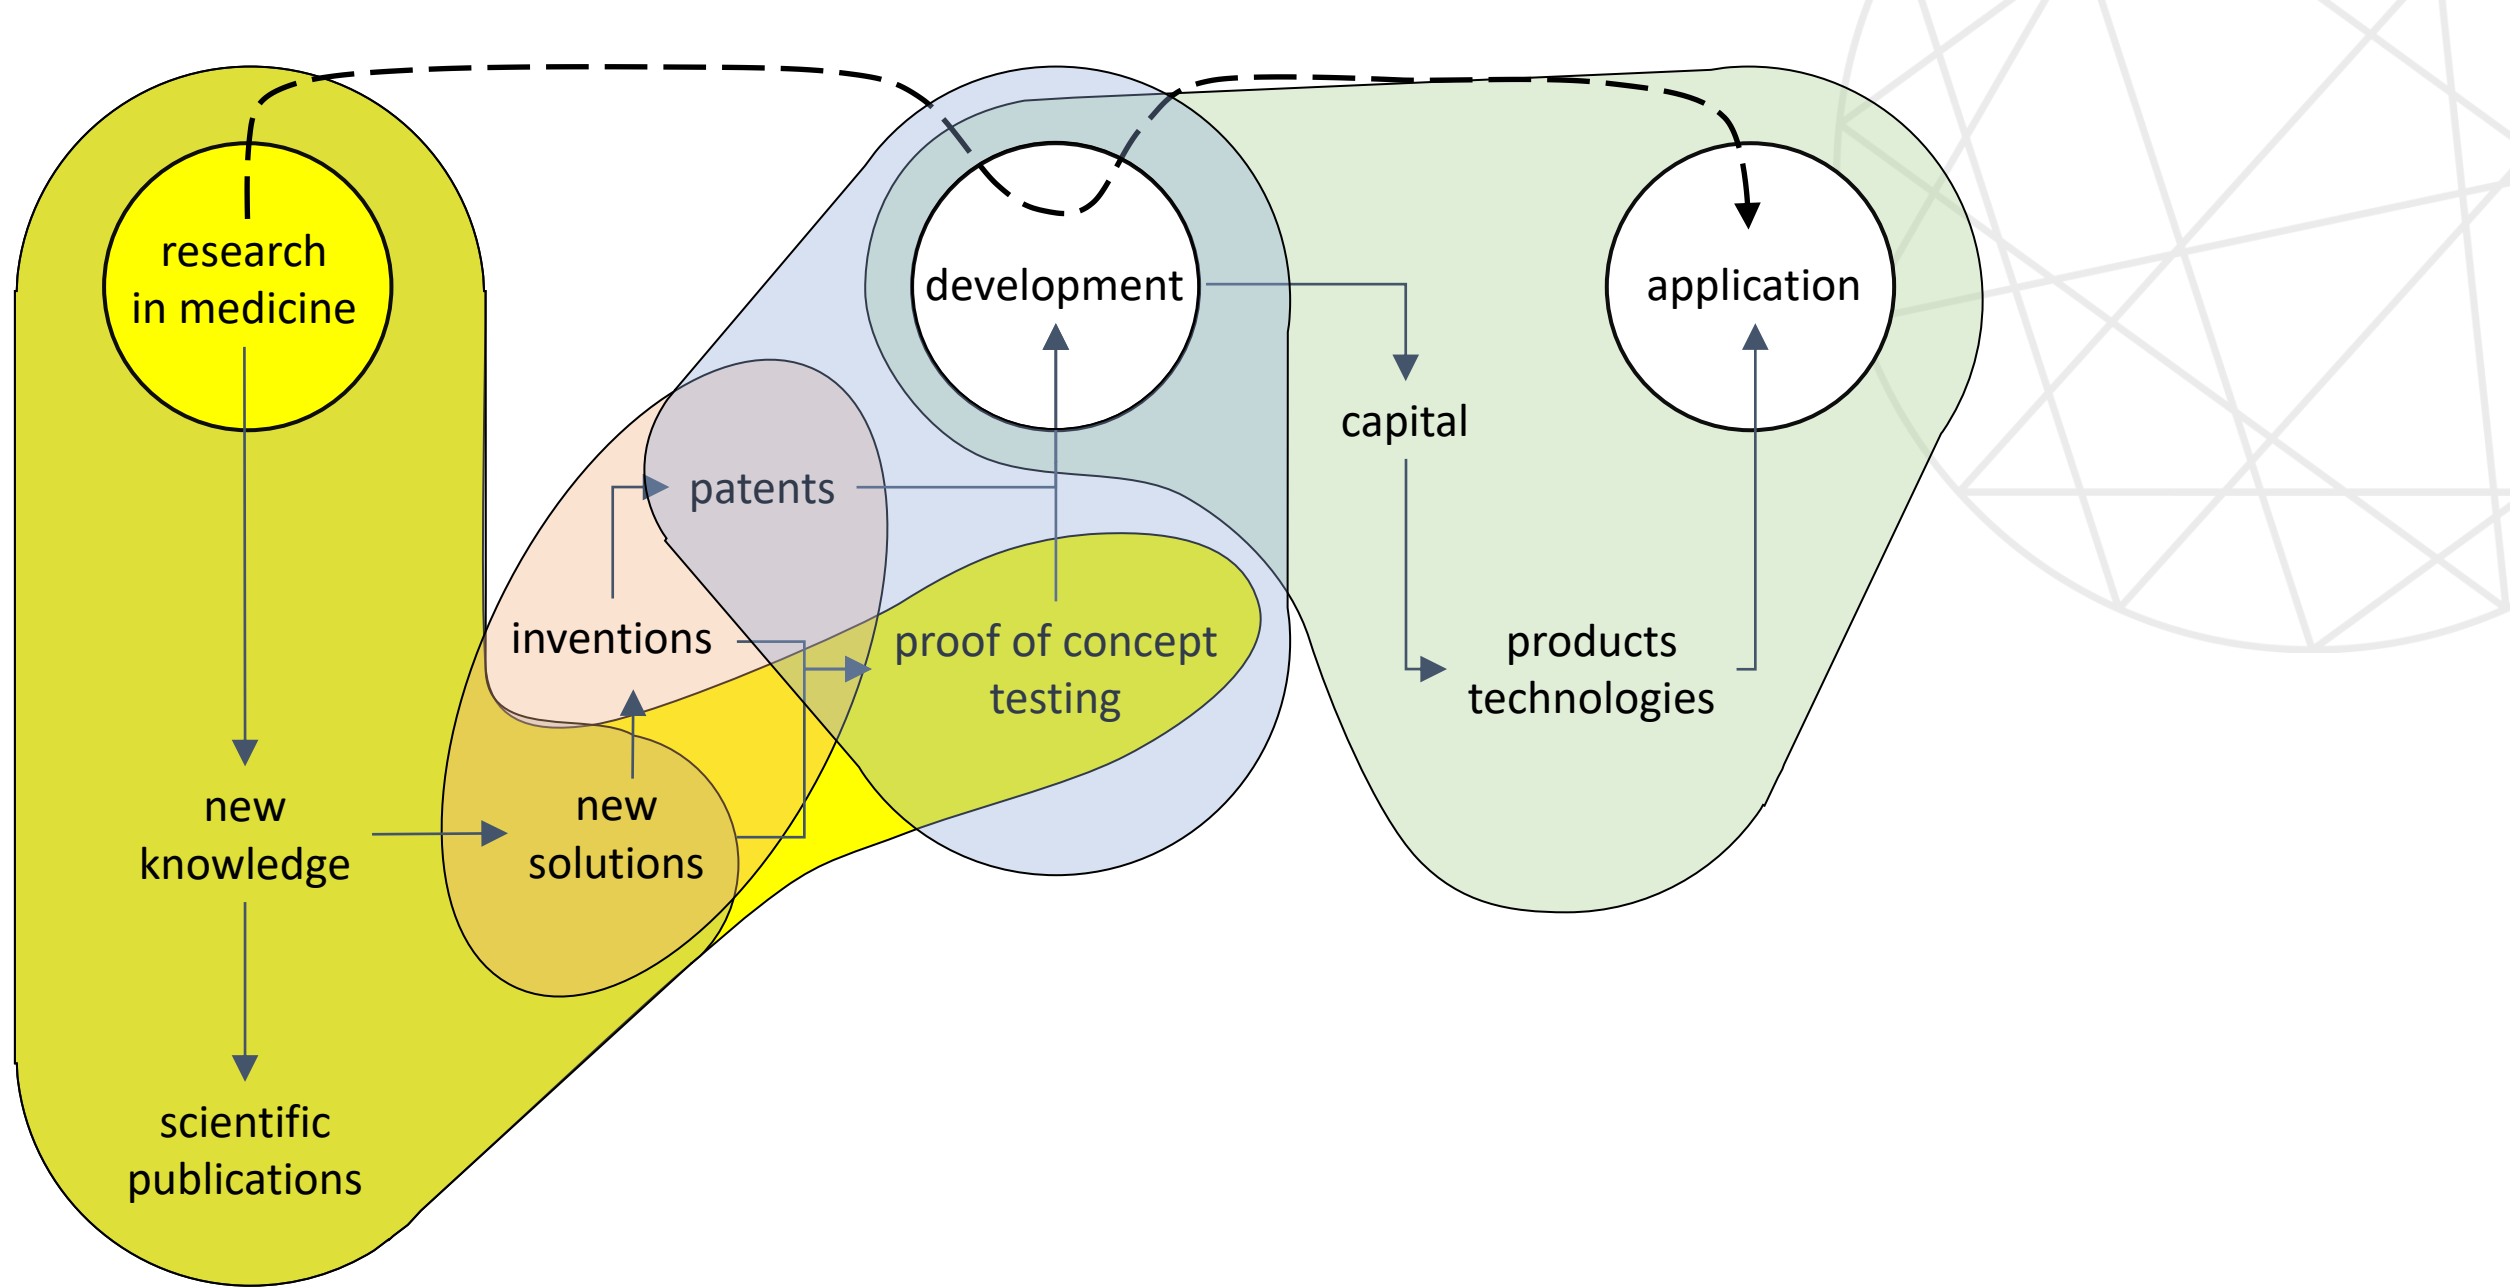 research
in medicine
development
application
capital
patents
inventions
proof of concept
testing
products
technologies
new
knowledge
new
solutions
scientific
publications